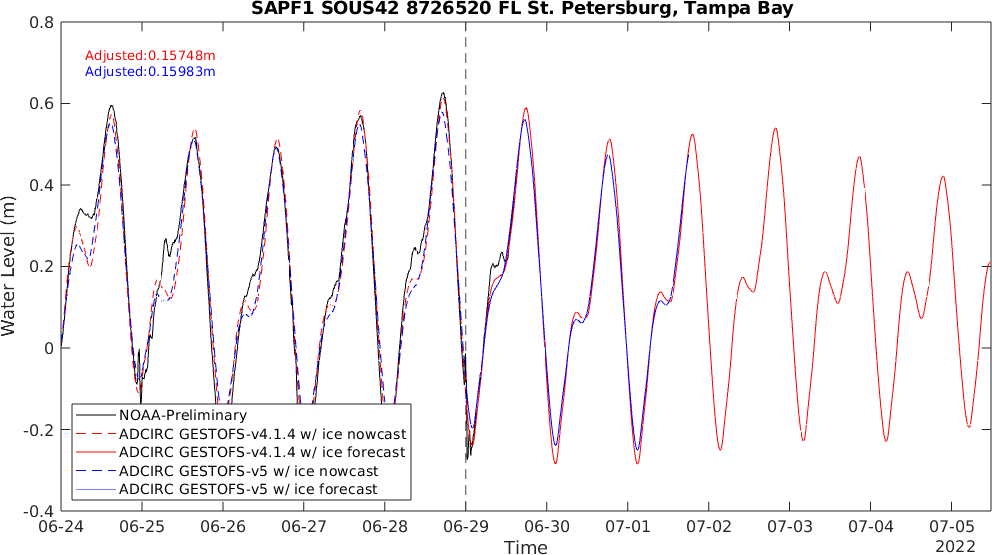 SAPF1 SOUS42 8726520 FL St. Petersburg, Tampa Bay
0.8
Adjusted:0.15748m
Adjusted:0.15983m
0.6
0.4
0.2
0
-0.2
-0.4
Water Level (m)
NOAA-Preliminary
ADCIRC GESTOFS-v4.1.4 w/ ice nowcast
ADCIRC GESTOFS-v4.1.4 w/ ice forecast
ADCIRC GESTOFS-v5 w/ ice nowcast
ADCIRC GESTOFS-v5 w/ ice forecast
06-24 06-25 06-26 06-27 06-28 06-29 06-30 07-01 07-02 07-03 07-04 07-05
Time
2022